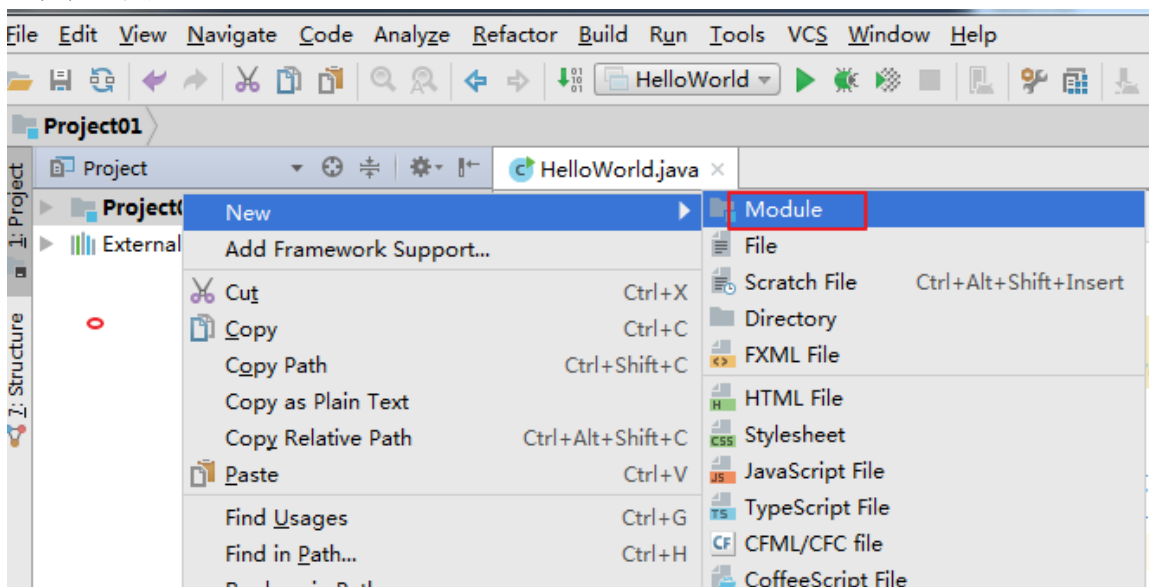 File Edit View Navigate Code Analyze Refactor Build Run Tools VCS Window Help
HelloWorld
Project01
Project
HelloWorld.java
1: Project
7: Structure
External
New
Add Framework Support...
Cut Ctrl+X
Copy Ctrl+C
Copy Path Ctrl+Shift+C
Copy as Plain Text
Copy Relative Path Ctrl+Alt+Shift+C
Paste Ctrl+V
Find Usages Ctrl+G
Find in Path... Ctrl+H
Module
File
Scratch File Ctrl+Alt+Shift+Insert
Directory
FXML File
H HTML File
CSS Stylesheet
JS JavaScript File
TS TypeScript File
CF CFML/CFC file
CoffeeScript File